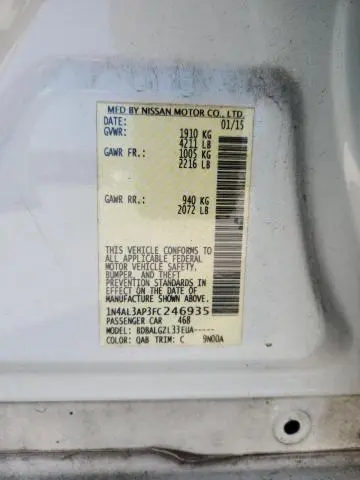 MFD BY NISSAN MOTOR CO., LTD.
DATE: 01/15
GVWR: 1910 KG
4211 LB
GAWR FR.: 1005 KG
2216 LB
GAWR RR.: 940 KG
2072 LB
THIS VEHICLE CONFORMS TO
ALL APPLICABLE FEDERAL
MOTOR VEHICLE SAFETY,
BUMPER, AND THEFT
PREVENTION STANDARDS IN
EFFECT ON THE DATE OF
MANUFACTURE SHOWN ABOVE.
1N4AL3AP3FC246935
PASSENGER CAR 468
MODEL: BDBALGZL33EUA-----
COLOR: QAB TRIM: C 9N00A